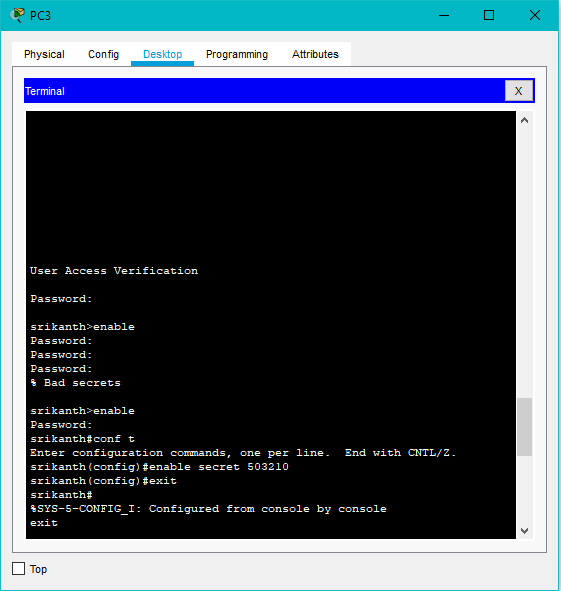 PC3
Physical Config Desktop Programming Attributes
Terminal X
User Access Verification
Password:
srikanth>enable
Password:
Password:
Password:
% Bad secrets
srikanth>enable
Password:
srikanth#conf t
Enter configuration commands, one per line.  End with CNTL/Z.
srikanth(config)#enable secret 503210
srikanth(config)#exit
srikanth#
%SYS-5-CONFIG_I: Configured from console by console
exit
Top